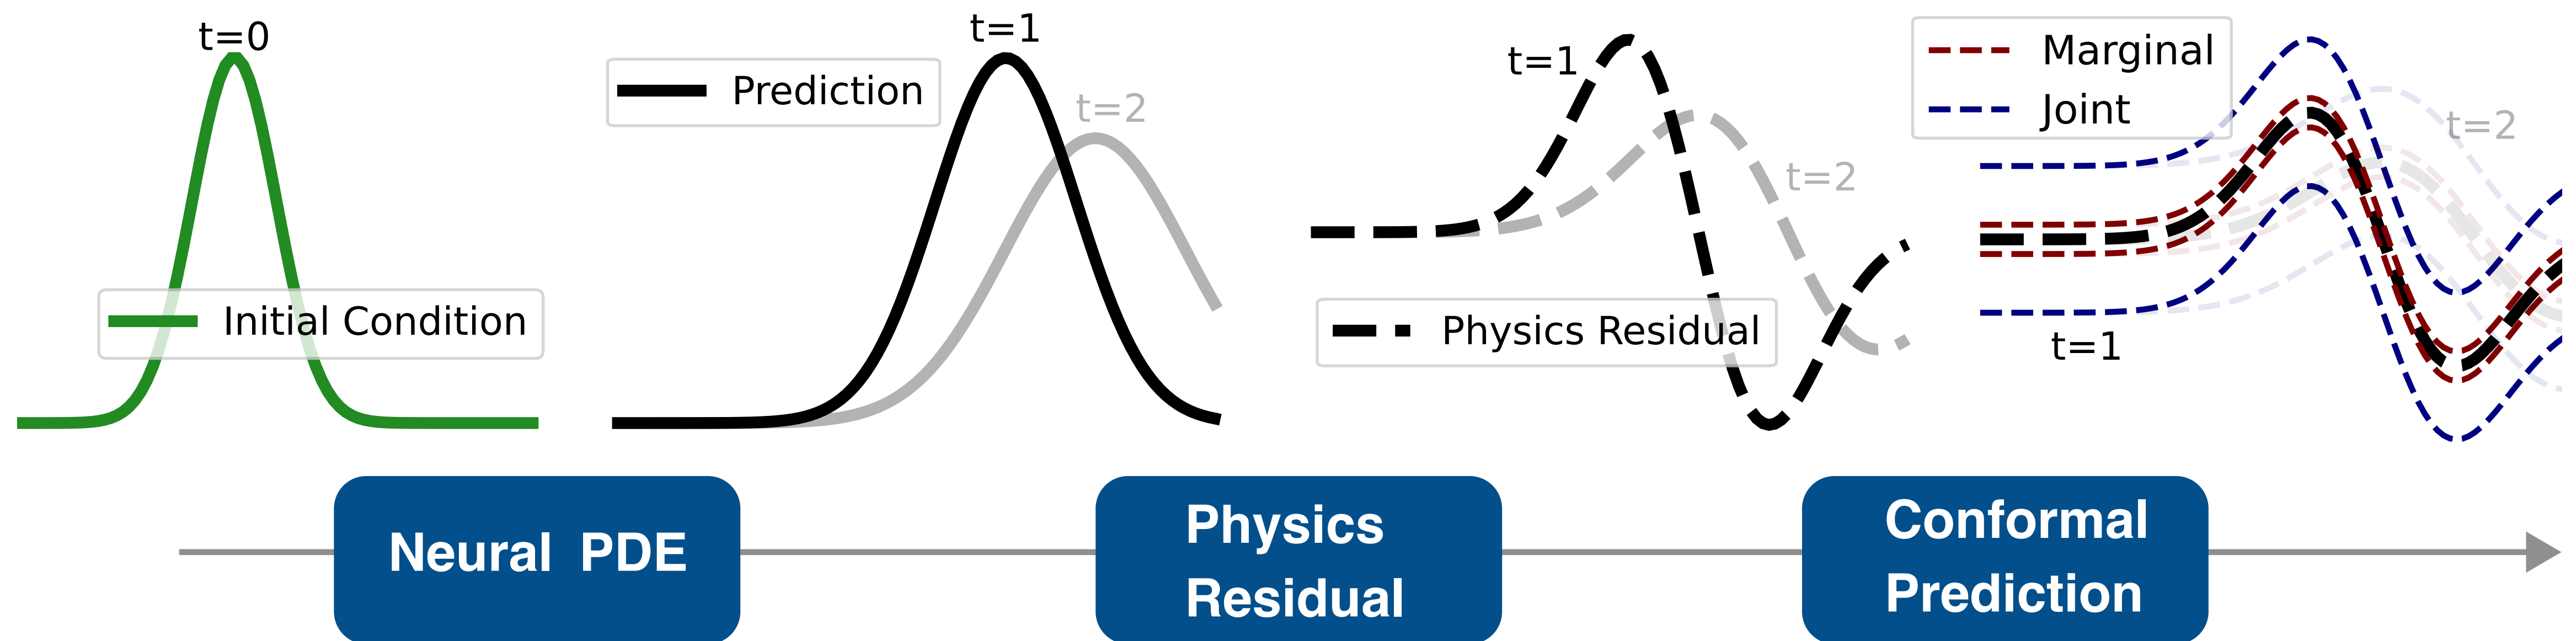 t=0
Initial Condition
Prediction
t=1
t=2
t=1
t=2
Physics Residual
Marginal
Joint
t=2
t=1
Neural PDE
Physics
Residual
Conformal
Prediction